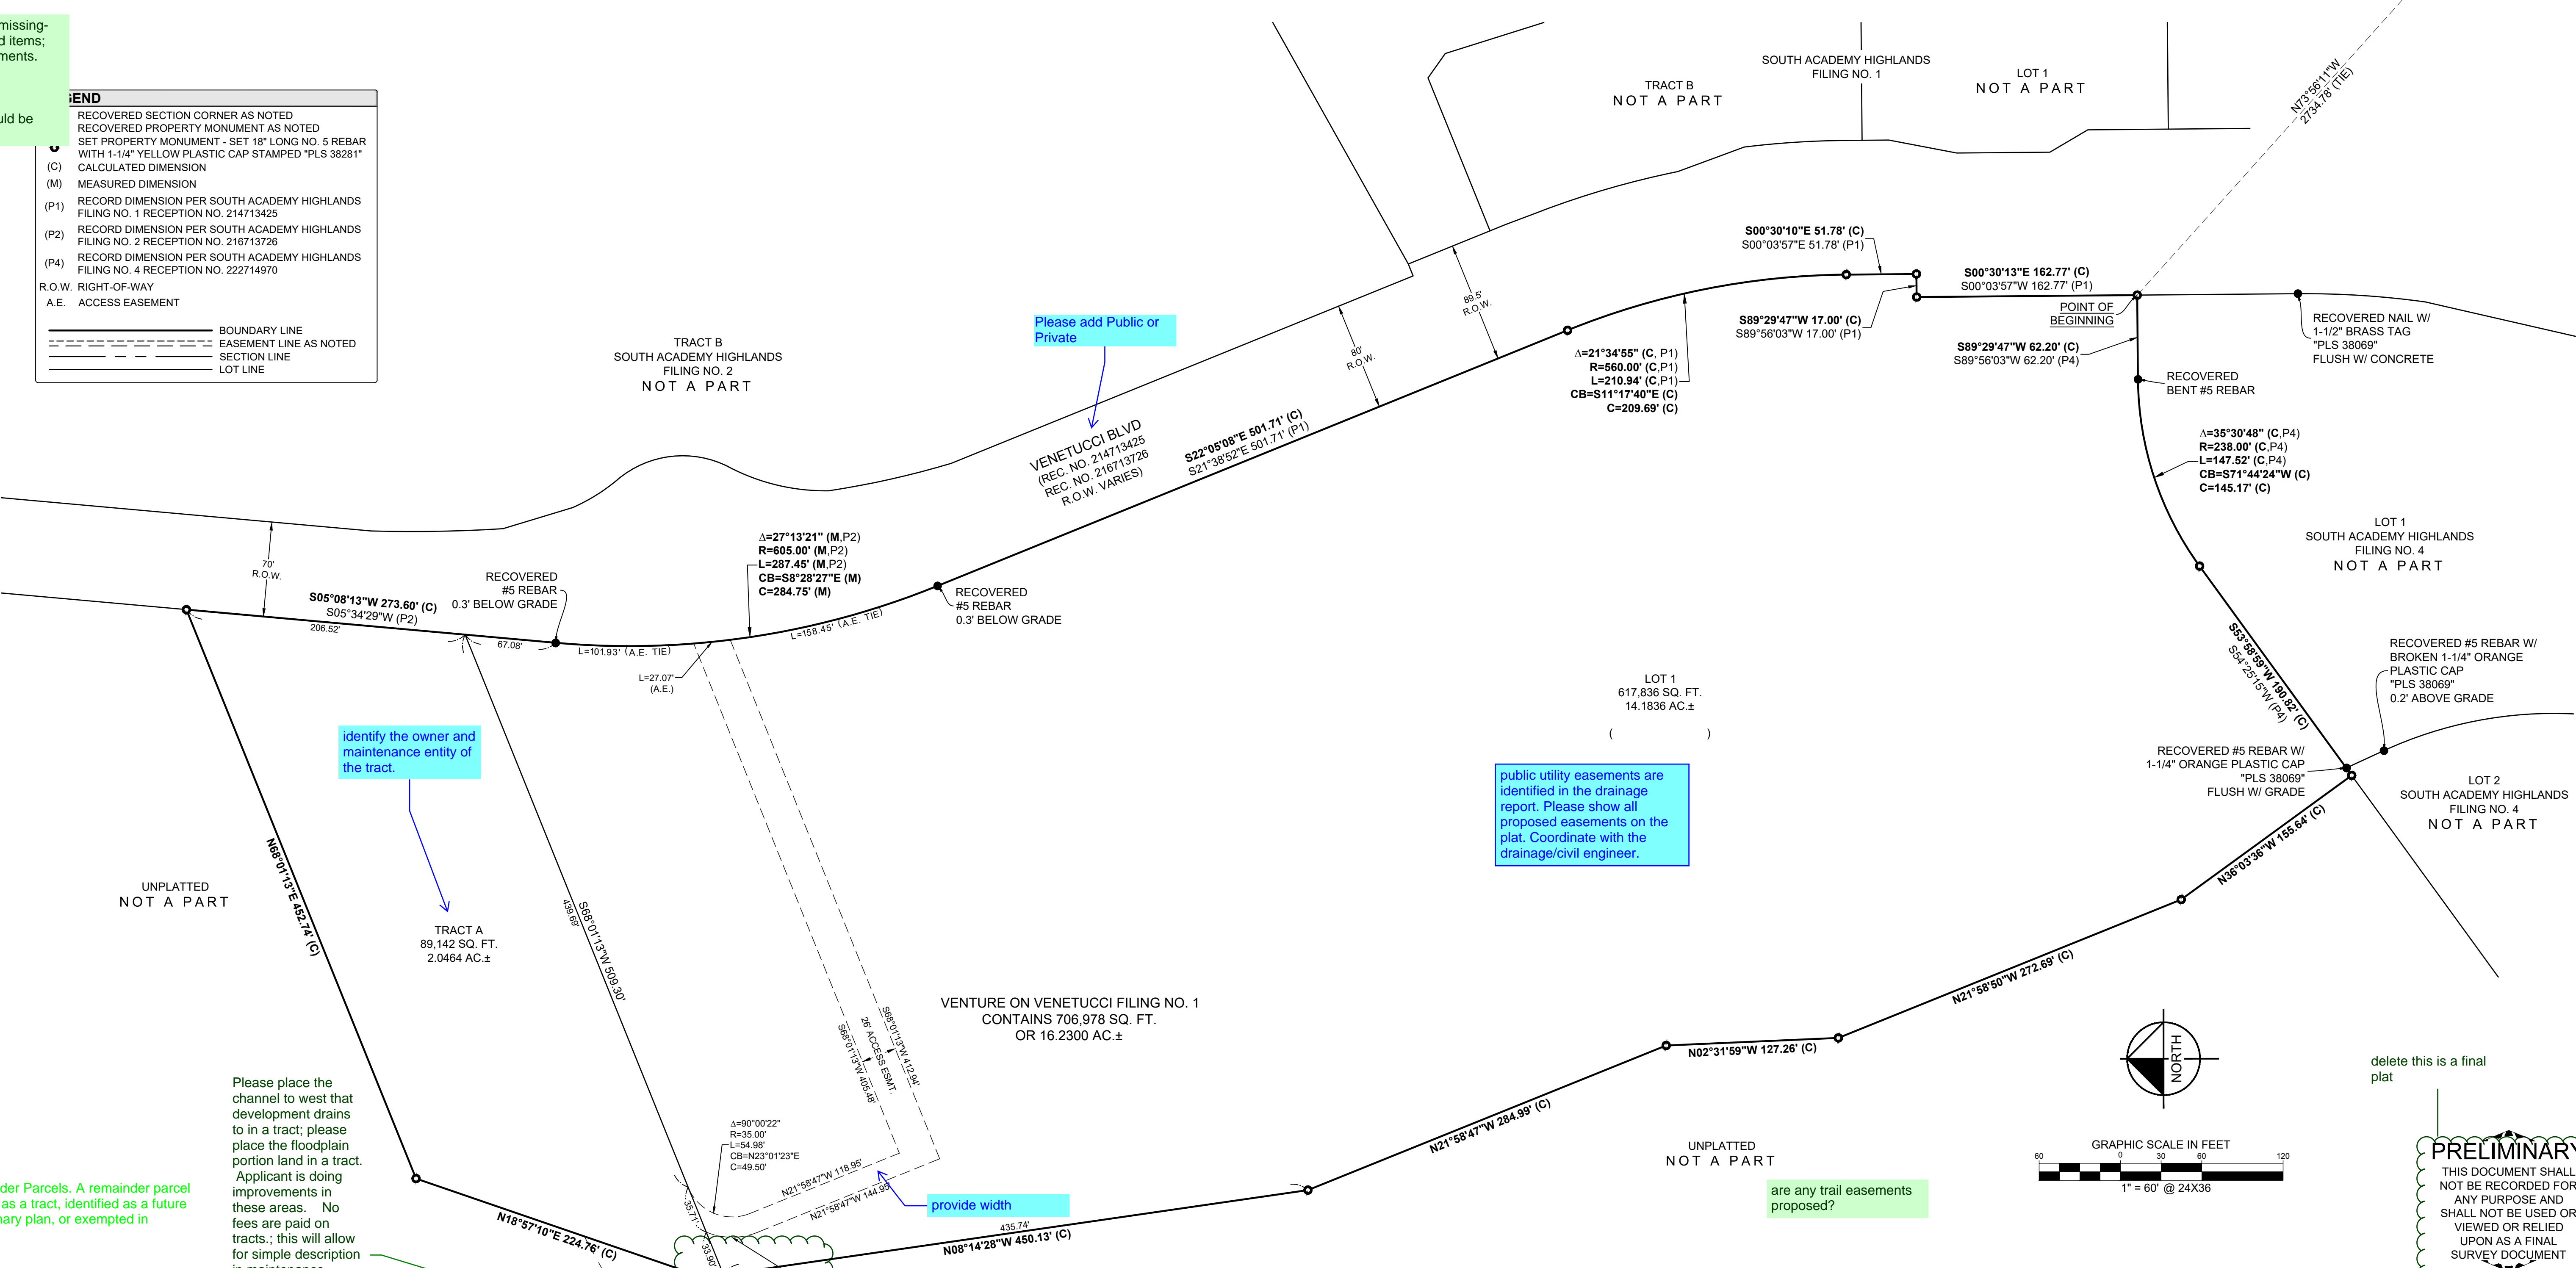 missing-
d items;
ments.
uld be
GEND
RECOVERED SECTION CORNER AS NOTED
RECOVERED PROPERTY MONUMENT AS NOTED
SET PROPERTY MONUMENT - SET 18" LONG NO. 5 REBAR
WITH 1-1/4" YELLOW PLASTIC CAP STAMPED "PLS 38281"
(C) CALCULATED DIMENSION
(M) MEASURED DIMENSION
(P1) RECORD DIMENSION PER SOUTH ACADEMY HIGHLANDS
FILING NO. 1 RECEPTION NO. 214713425
(P2) RECORD DIMENSION PER SOUTH ACADEMY HIGHLANDS
FILING NO. 2 RECEPTION NO. 216713726
(P4) RECORD DIMENSION PER SOUTH ACADEMY HIGHLANDS
FILING NO. 4 RECEPTION NO. 222714970
R.O.W. RIGHT-OF-WAY
A.E. ACCESS EASEMENT
BOUNDARY LINE
EASEMENT LINE AS NOTED
SECTION LINE
LOT LINE
TRACT B
SOUTH ACADEMY HIGHLANDS
FILING NO. 2
NOT A PART
Please add Public or
Private
VENETUCCI BLVD
(REC. NO. 214713425
REC. NO. 216713726
R.O.W. VARIES)
TRACT B
NOT A PART
SOUTH ACADEMY HIGHLANDS
FILING NO. 1
LOT 1
NOT A PART
N73°56'11"W
2734.78' (TIE)
89.5'
R.O.W.
80'
R.O.W.
S22°05'08"E 501.71' (C)
S21°38'52"E 501.71' (P1)
Δ=21°34'55" (C, P1)
R=560.00' (C,P1)
L=210.94' (C,P1)
CB=S11°17'40"E (C)
C=209.69' (C)
S00°30'10"E 51.78' (C)
S00°03'57"E 51.78' (P1)
S89°29'47"W 17.00' (C)
S89°56'03"W 17.00' (P1)
S00°30'13"E 162.77' (C)
S00°03'57"W 162.77' (P1)
POINT OF
BEGINNING
S89°29'47"W 62.20' (C)
S89°56'03"W 62.20' (P4)
RECOVERED NAIL W/
1-1/2" BRASS TAG
"PLS 38069"
FLUSH W/ CONCRETE
RECOVERED
BENT #5 REBAR
Δ=35°30'48" (C,P4)
R=238.00' (C,P4)
L=147.52' (C,P4)
CB=S71°44'24"W (C)
C=145.17' (C)
LOT 1
SOUTH ACADEMY HIGHLANDS
FILING NO. 4
NOT A PART
S53°58'59"W 190.82' (C)
S54°25'15"W (P4)
RECOVERED #5 REBAR W/
BROKEN 1-1/4" ORANGE
PLASTIC CAP
"PLS 38069"
0.2' ABOVE GRADE
RECOVERED #5 REBAR W/
1-1/4" ORANGE PLASTIC CAP
"PLS 38069"
FLUSH W/ GRADE
LOT 2
SOUTH ACADEMY HIGHLANDS
FILING NO. 4
NOT A PART
70'
R.O.W.
S05°08'13"W 273.60' (C)
S05°34'29"W (P2)
206.52'
67.08'
RECOVERED
#5 REBAR
0.3' BELOW GRADE
Δ=27°13'21" (M,P2)
R=605.00' (M,P2)
L=287.45' (M,P2)
CB=S8°28'27"E (M)
C=284.75' (M)
L=101.93' (A.E. TIE)
L=158.45' (A.E. TIE)
L=27.07'
(A.E.)
RECOVERED
#5 REBAR
0.3' BELOW GRADE
LOT 1
617,836 SQ. FT.
14.1836 AC.±
( )
public utility easements are
identified in the drainage
report. Please show all
proposed easements on the
plat. Coordinate with the
drainage/civil engineer.
identify the owner and
maintenance entity of
the tract.
TRACT A
89,142 SQ. FT.
2.0464 AC.±
UNPLATTED
NOT A PART
N68°01'13"E 452.74' (C)
S68°01'13"W 509.30'
439.69'
S68°01'13"W 405.48'
26' ACCESS ESMT.
S68°01'13"W 412.94'
VENTURE ON VENETUCCI FILING NO. 1
CONTAINS 706,978 SQ. FT.
OR 16.2300 AC.±
N36°03'36"W 155.64' (C)
N21°58'50"W 272.69' (C)
N02°31'59"W 127.26' (C)
N21°58'47"W 284.99' (C)
435.74'
N08°14'28"W 450.13' (C)
Δ=90°00'22"
R=35.00'
L=54.98'
CB=N23°01'23"E
C=49.50'
N21°58'47"W 118.95'
N21°58'47"W 144.95'
35.71'
33.90'
provide width
N18°57'10"E 224.76' (C)
Please place the
channel to west that
development drains
to in a tract; please
place the floodplain
portion land in a tract.
Applicant is doing
improvements in
these areas. No
fees are paid on
tracts.; this will allow
for simple description
der Parcels. A remainder parcel
as a tract, identified as a future
nary plan, or exempted in
UNPLATTED
NOT A PART
are any trail easements
proposed?
NORTH
GRAPHIC SCALE IN FEET
60 0 30 60 120
1" = 60' @ 24X36
delete this is a final
plat
PRELIMINARY
THIS DOCUMENT SHALL
NOT BE RECORDED FOR
ANY PURPOSE AND
SHALL NOT BE USED OR
VIEWED OR RELIED
UPON AS A FINAL
SURVEY DOCUMENT